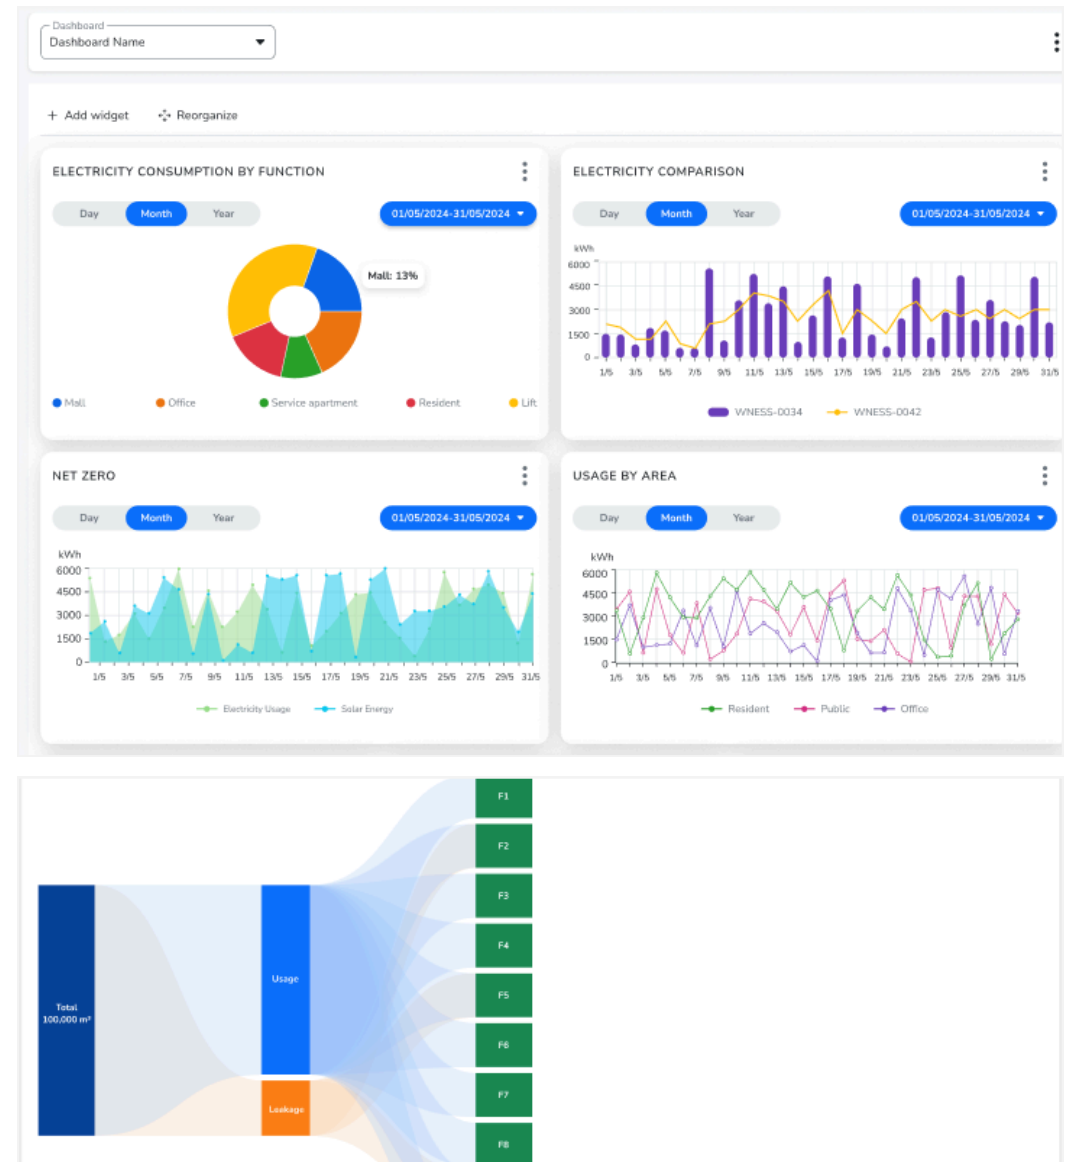 Dashboard
Dashboard Name
Add widget Reorganize
ELECTRICITY CONSUMPTION BY FUNCTION
Day Month Year 01/05/2024-31/05/2024
Mall: 13%
Mall Office Service apartment Resident Lift
ELECTRICITY COMPARISON
Day Month Year 01/05/2024-31/05/2024
kWh
6000
4500
3000
1500
0
1/5 3/5 5/5 7/5 9/5 11/5 13/5 15/5 17/5 19/5 21/5 23/5 25/5 27/5 29/5 31/5
WNESS-0034 WNESS-0042
NET ZERO
Day Month Year 01/05/2024-31/05/2024
kWh
6000
4500
3000
1500
0
1/5 3/5 5/5 7/5 9/5 11/5 13/5 15/5 17/5 19/5 21/5 23/5 25/5 27/5 29/5 31/5
Electricity Usage Solar Energy
USAGE BY AREA
Day Month Year 01/05/2024-31/05/2024
kWh
6000
4500
3000
1500
0
1/5 3/5 5/5 7/5 9/5 11/5 13/5 15/5 17/5 19/5 21/5 23/5 25/5 27/5 29/5 31/5
Resident Public Office
Total
100,000 m³
Usage
Leakage
F1
F2
F3
F4
F5
F6
F7
F8